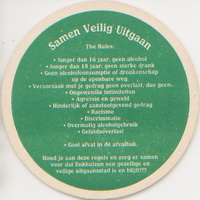 Samen Veilig Uitgaan
The Rules:
• Jonger dan 16 jaar: geen alcohol
• Jonger dan 18 jaar: geen sterke drank
• Geen alcoholconsumptie of dronkenschap
op de openbare weg.
• Veroorzaak met je gedrag geen overlast, dus geen:
• Ongewenste intimiteiten
• Agressie en geweld
• Hinderlijk of aanstootgevend gedrag
• Racisme
• Discriminatie
• Overmatig alcoholgebruik
• Geluidsoverlast
• Gooi afval in de afvalbak.
Houd je aan deze regels en zorg er samen
voor dat Enkhuizen een gezellige en
veilige uitgaansstad is en blijft!!!!